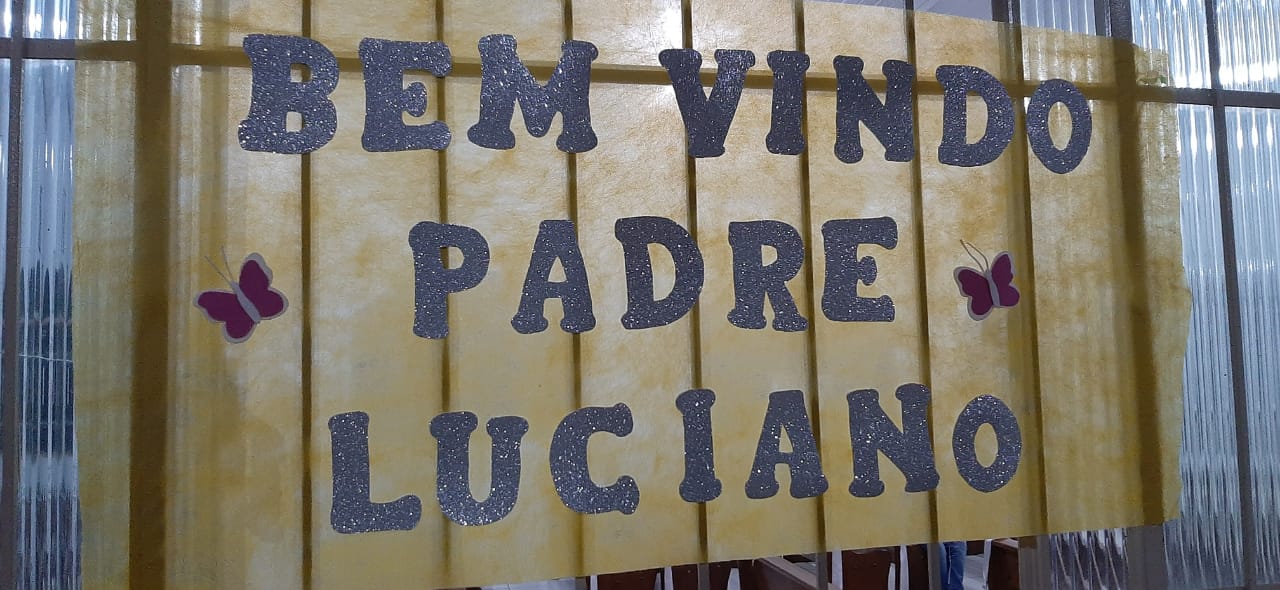 BEM VINDO
PADRE
LUCIANO